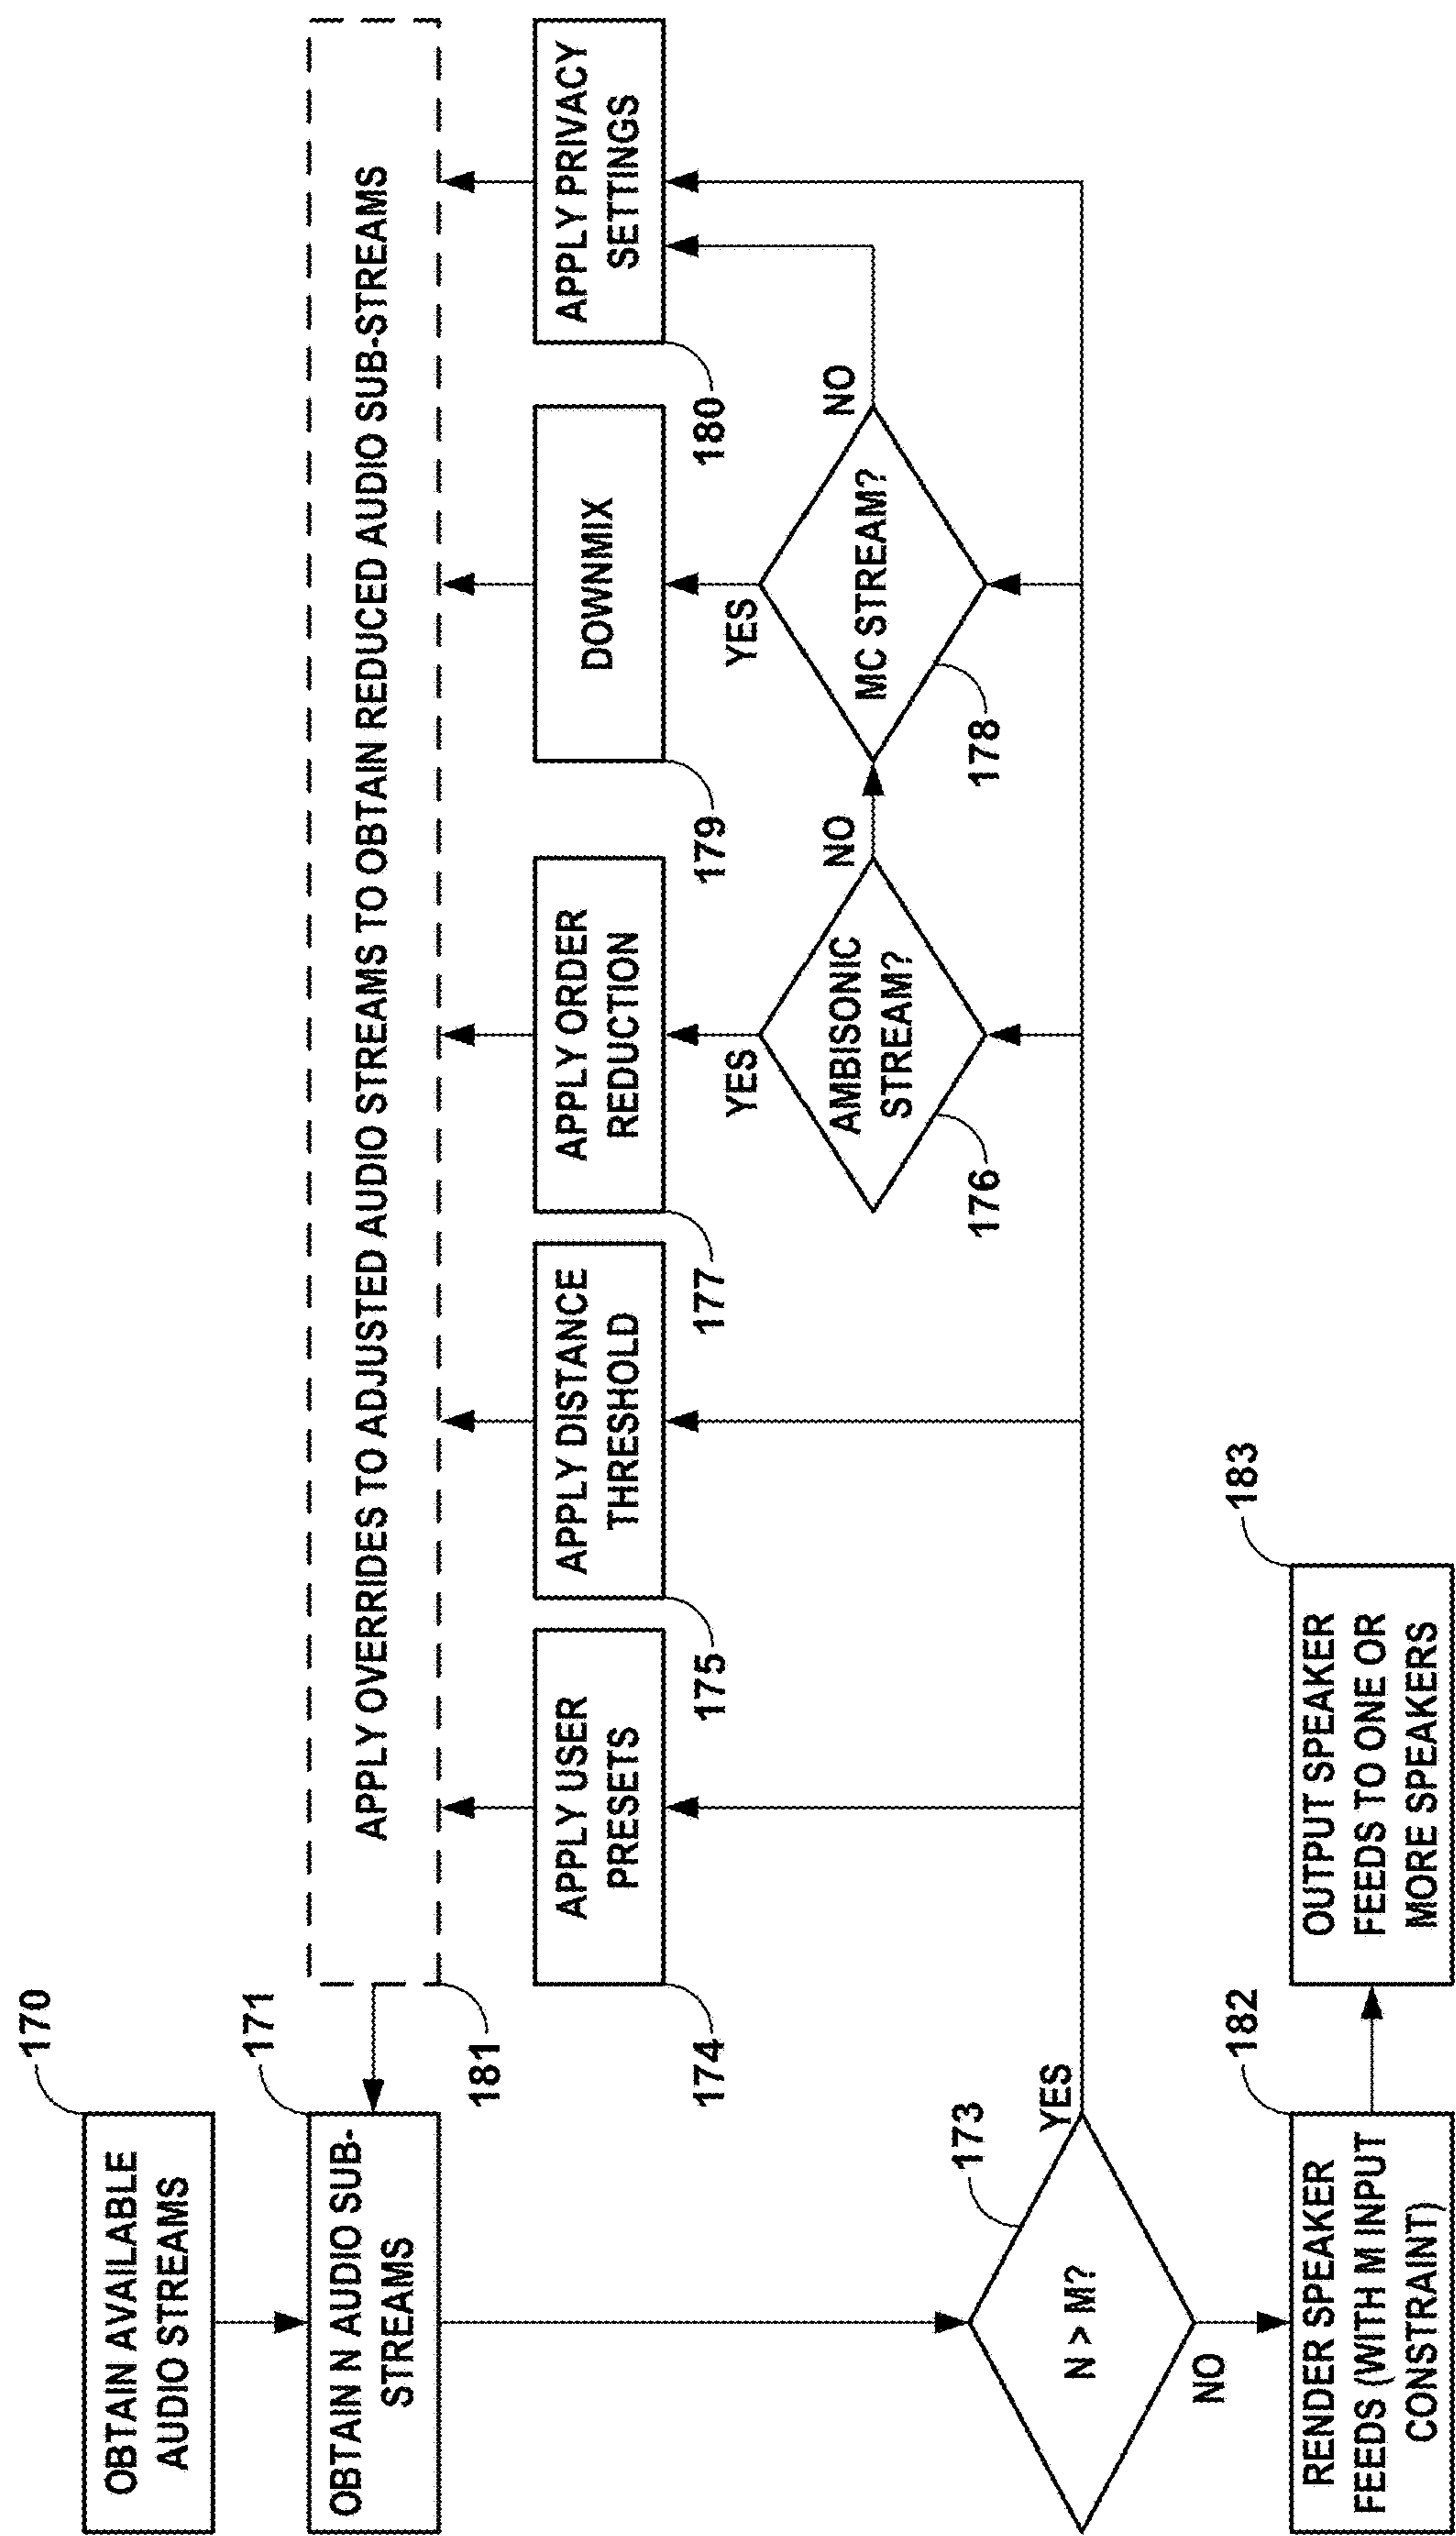 170
OBTAIN AVAILABLE
AUDIO STREAMS
171
OBTAIN N AUDIO SUB-
STREAMS
181
APPLY OVERRIDES TO ADJUSTED AUDIO STREAMS TO OBTAIN REDUCED AUDIO SUB-STREAMS
APPLY USER
PRESETS
174
APPLY DISTANCE
THRESHOLD
175
APPLY ORDER
REDUCTION
177
DOWNMIX
179
APPLY PRIVACY
SETTINGS
180
YES
AMBISONIC
STREAM?
NO
176
YES
MC STREAM?
NO
178
173
N > M?
YES
NO
182
RENDER SPEAKER
FEEDS (WITH M INPUT
CONSTRAINT)
183
OUTPUT SPEAKER
FEEDS TO ONE OR
MORE SPEAKERS